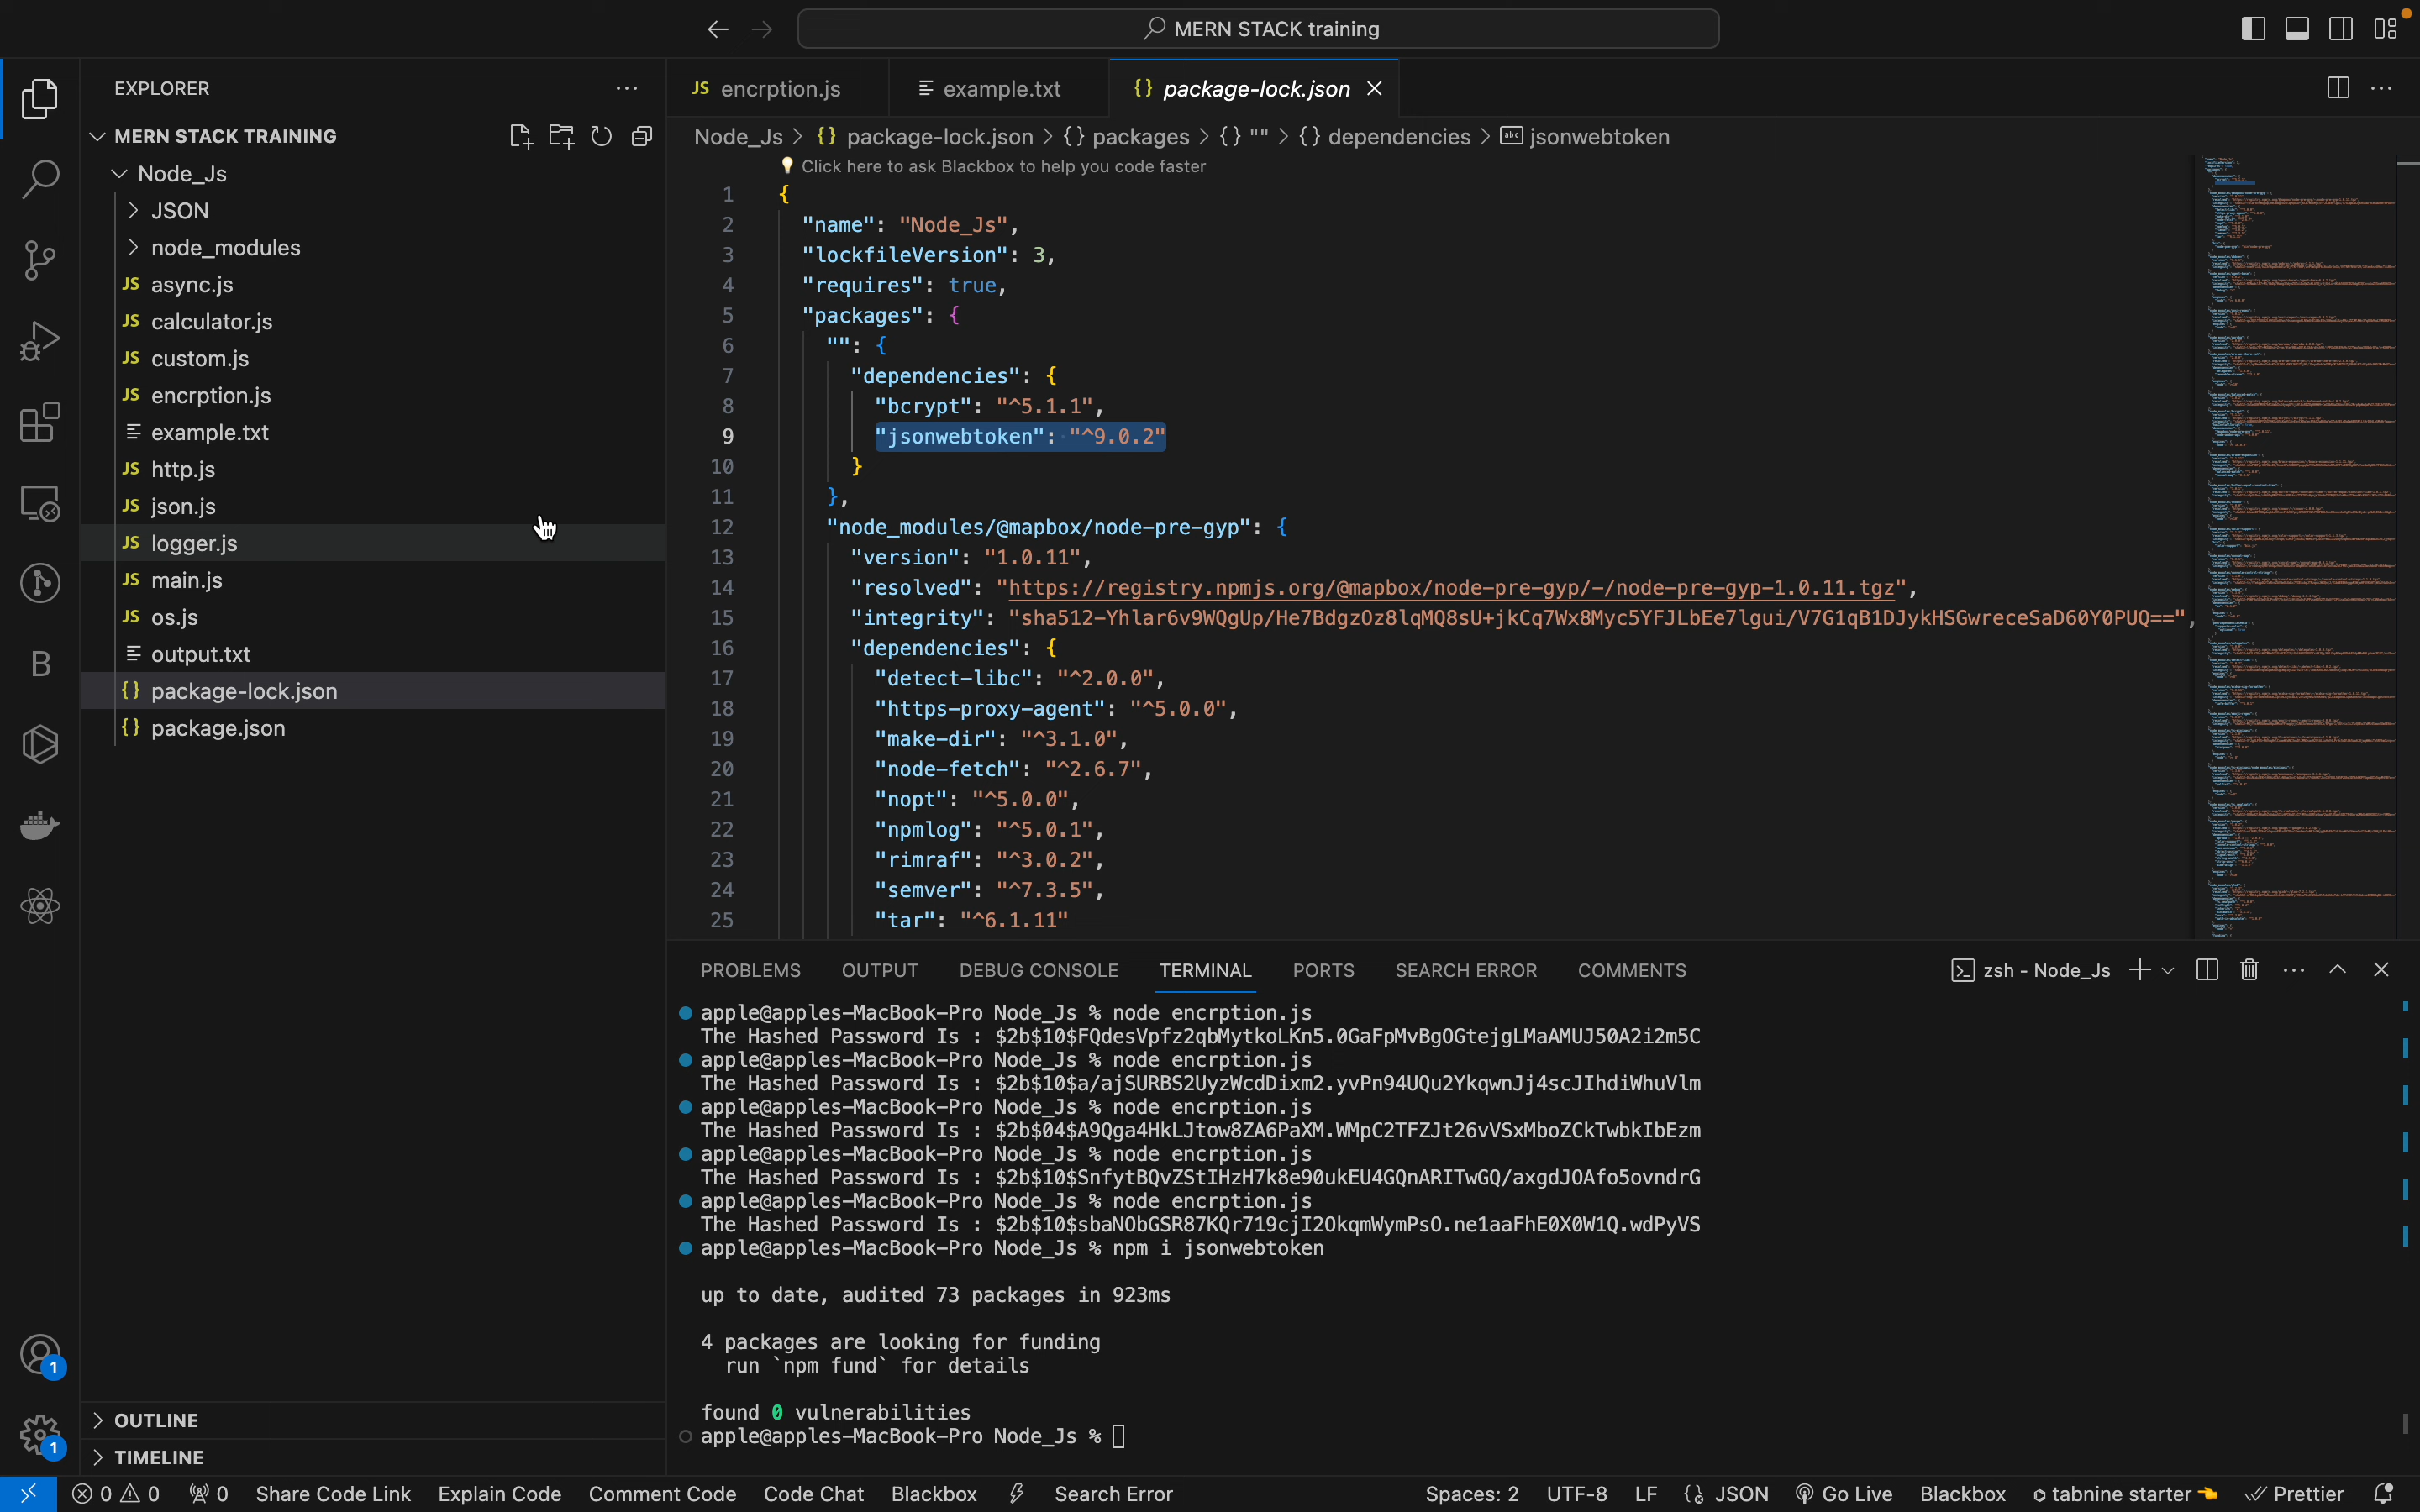 MERN STACK training
EXPLORER
MERN STACK TRAINING
Node_Js
JSON
node_modules
JS async.js
JS calculator.js
JS custom.js
JS encrption.js
example.txt
JS http.js
JS json.js
JS logger.js
JS main.js
JS os.js
output.txt
{} package-lock.json
{} package.json
B
1
1
OUTLINE
TIMELINE
JS encrption.js
example.txt
{} package-lock.json
Node_Js > {} package-lock.json > {} packages > {} "" > {} dependencies > abc jsonwebtoken
Click here to ask Blackbox to help you code faster
1 {
2 "name": "Node_Js",
3 "lockfileVersion": 3,
4 "requires": true,
5 "packages": {
6 "": {
7 "dependencies": {
8 "bcrypt": "^5.1.1",
9 "jsonwebtoken": "^9.0.2"
10 }
11 },
12 "node_modules/@mapbox/node-pre-gyp": {
13 "version": "1.0.11",
14 "resolved": "https://registry.npmjs.org/@mapbox/node-pre-gyp/-/node-pre-gyp-1.0.11.tgz",
15 "integrity": "sha512-Yhlar6v9WQgUp/He7BdgzOz8lqMQ8sU+jkCq7Wx8Myc5YFJLbEe7lgui/V7G1qB1DJykHSGwreceSaD60Y0PUQ==",
16 "dependencies": {
17 "detect-libc": "^2.0.0",
18 "https-proxy-agent": "^5.0.0",
19 "make-dir": "^3.1.0",
20 "node-fetch": "^2.6.7",
21 "nopt": "^5.0.0",
22 "npmlog": "^5.0.1",
23 "rimraf": "^3.0.2",
24 "semver": "^7.3.5",
25 "tar": "^6.1.11"
PROBLEMS OUTPUT DEBUG CONSOLE TERMINAL PORTS SEARCH ERROR COMMENTS
zsh - Node_Js
apple@apples-MacBook-Pro Node_Js % node encrption.js
The Hashed Password Is : $2b$10$FQdesVpfz2qbMytkoLKn5.0GaFpMvBgOGtejgLMaAMUJ50A2i2m5C
apple@apples-MacBook-Pro Node_Js % node encrption.js
The Hashed Password Is : $2b$10$a/ajSURBS2UyzWcdDixm2.yvPn94UQu2YkqwnJj4scJIhdiWhuVlm
apple@apples-MacBook-Pro Node_Js % node encrption.js
The Hashed Password Is : $2b$04$A9Qga4HkLJtow8ZA6PaXM.WMpC2TFZJt26vVSxMboZCkTwbkIbEzm
apple@apples-MacBook-Pro Node_Js % node encrption.js
The Hashed Password Is : $2b$10$SnfytBQvZStIHzH7k8e90ukEU4GQnARITwGQ/axgdJOAfo5ovndrG
apple@apples-MacBook-Pro Node_Js % node encrption.js
The Hashed Password Is : $2b$10$sbaNObGSR87KQr719cjI2OkqmWymPsO.ne1aaFhE0X0W1Q.wdPyVS
apple@apples-MacBook-Pro Node_Js % npm i jsonwebtoken
up to date, audited 73 packages in 923ms
4 packages are looking for funding
run `npm fund` for details
found 0 vulnerabilities
apple@apples-MacBook-Pro Node_Js %
0 0 0 Share Code Link Explain Code Comment Code Code Chat Blackbox Search Error Spaces: 2 UTF-8 LF JSON Go Live Blackbox tabnine starter Prettier